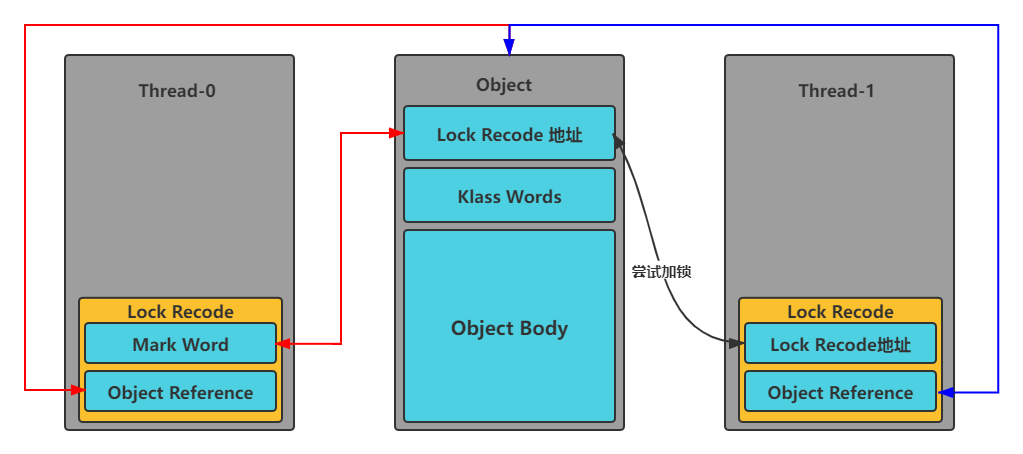 Thread-0
Lock Recode
Mark Word
Object Reference
Object
Lock Recode 地址
Klass Words
Object Body
尝试加锁
Thread-1
Lock Recode
Lock Recode地址
Object Reference